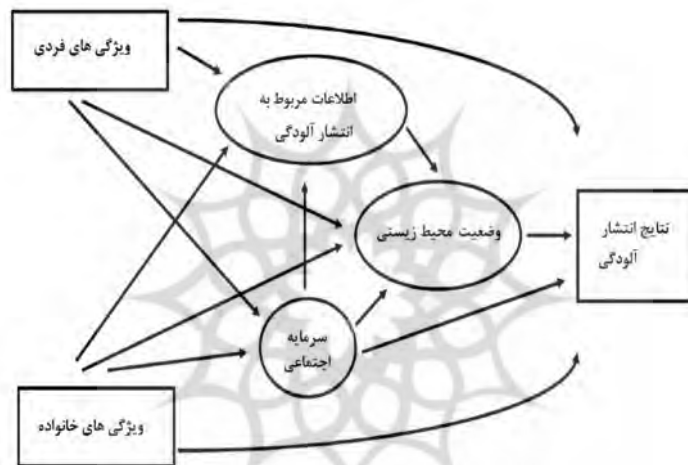 ویژگی های فردی
اطلاعات مربوط به
انتشار آلودگی
وضعیت محیط زیستی
نتایج انتشار
آلودگی
سرمایه
اجتماعی
ویژگی های خانواده